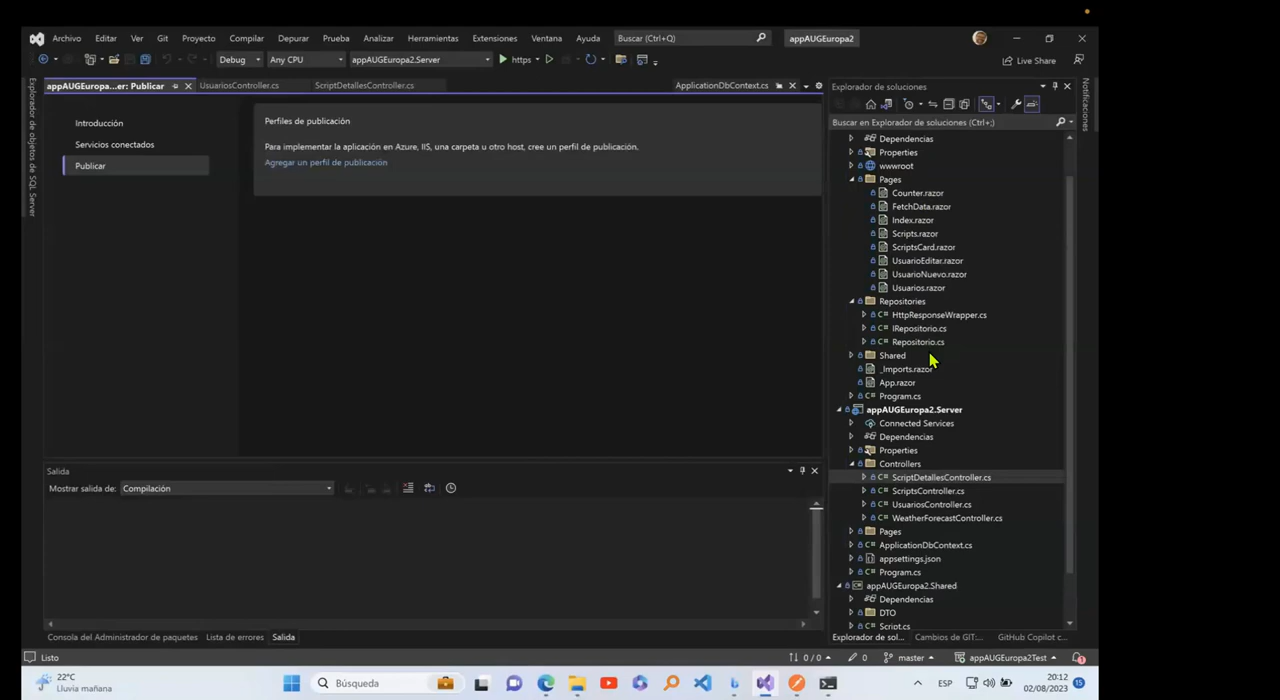 Archivo Editar Ver Git Proyecto Compilar Depurar Prueba Analizar Herramientas Extensiones Ventana Ayuda Buscar (Ctrl+Q) appAUGEuropa2
Debug Any CPU appAUGEuropa2.Server https Live Share
Explorador de objetos de SQL Server
appAUGEuropa...er: Publicar UsuariosController.cs ScriptDetallesController.cs ApplicationDbContext.cs
Introducción
Servicios conectados
Publicar
Perfiles de publicación
Para implementar la aplicación en Azure, IIS, una carpeta u otro host, cree un perfil de publicación.
Agregar un perfil de publicación
Salida
Mostrar salida de: Compilación
Consola del Administrador de paquetes Lista de errores Salida
Explorador de soluciones
Buscar en Explorador de soluciones (Ctrl+;)
Dependencias
Properties
wwwroot
Pages
Counter.razor
FetchData.razor
Index.razor
Scripts.razor
ScriptsCard.razor
UsuarioEditar.razor
UsuarioNuevo.razor
Usuarios.razor
Repositories
C# HttpResponseWrapper.cs
C# IRepositorio.cs
C# Repositorio.cs
Shared
_Imports.razor
App.razor
C# Program.cs
appAUGEuropa2.Server
Connected Services
Dependencias
Properties
Controllers
C# ScriptDetallesController.cs
C# ScriptsController.cs
C# UsuariosController.cs
C# WeatherForecastController.cs
Pages
C# ApplicationDbContext.cs
appsettings.json
C# Program.cs
appAUGEuropa2.Shared
Dependencias
DTO
Script.cs
Explorador de sol... Cambios de GIT:... GitHub Copilot c...
Notificaciones
Listo 0 / 0 0 master appAUGEuropa2Test 1
22°C
Lluvia mañana
Búsqueda
ESP
20:12
02/08/2023
15